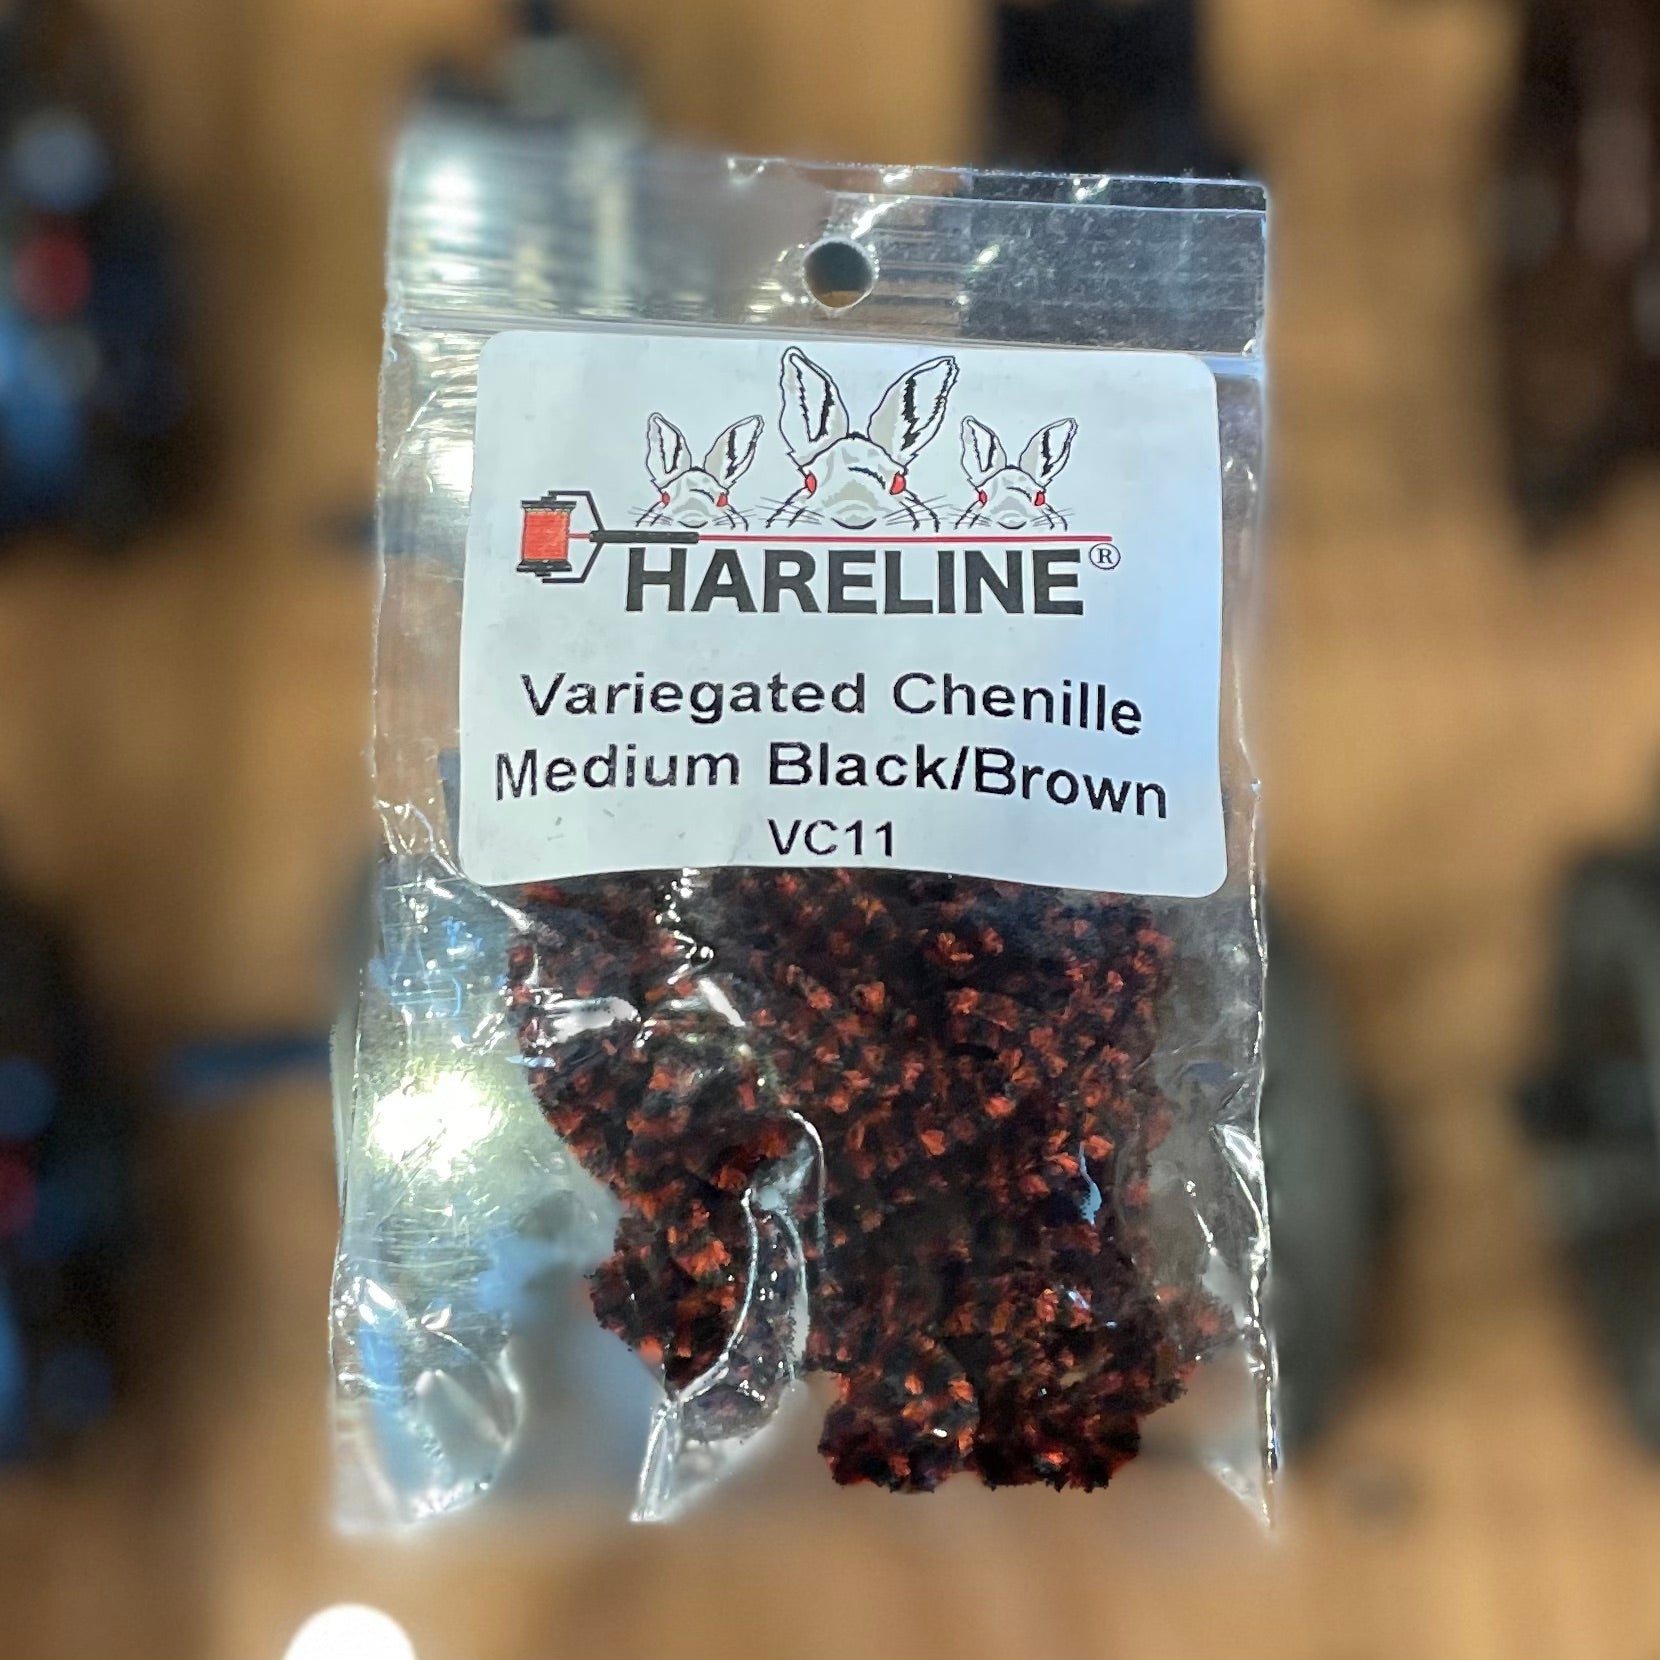 HARELINE®
Variegated Chenille
Medium Black/Brown
VC11